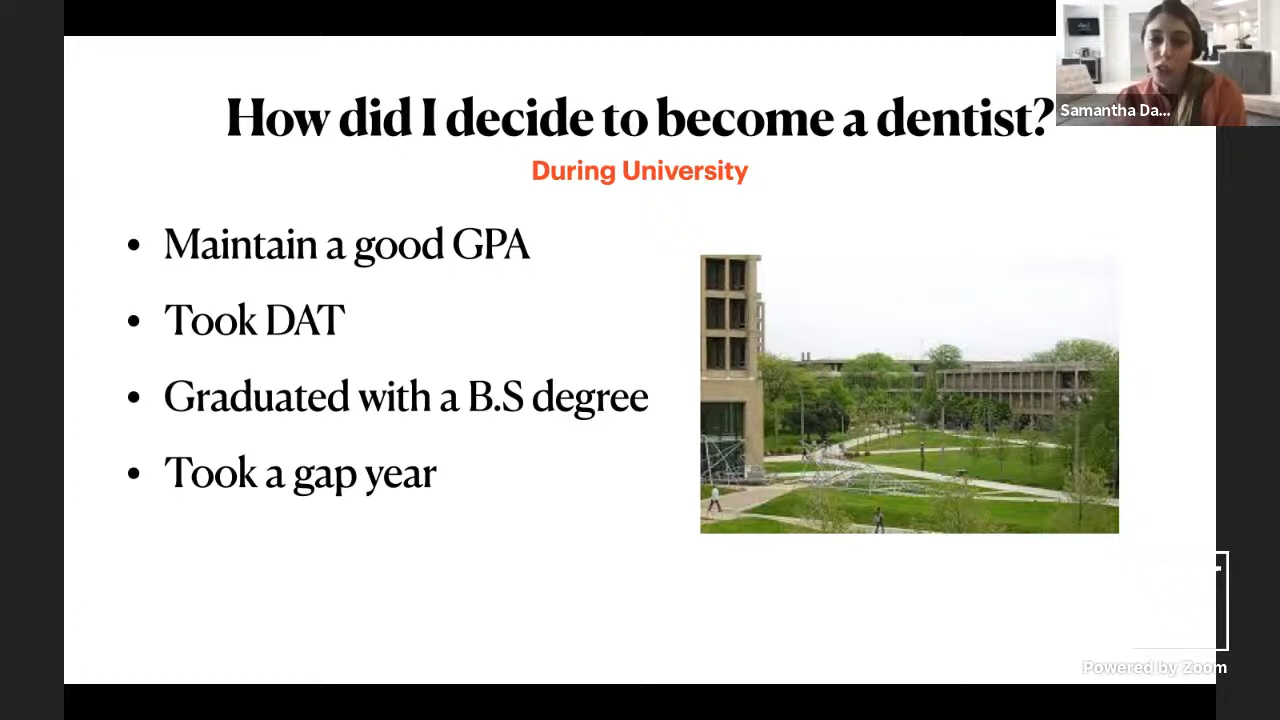 How did I decide to become a dentist?
Samantha Da...
During University
• Maintain a good GPA
• Took DAT
• Graduated with a B.S degree
• Took a gap year
Powered by Zoom